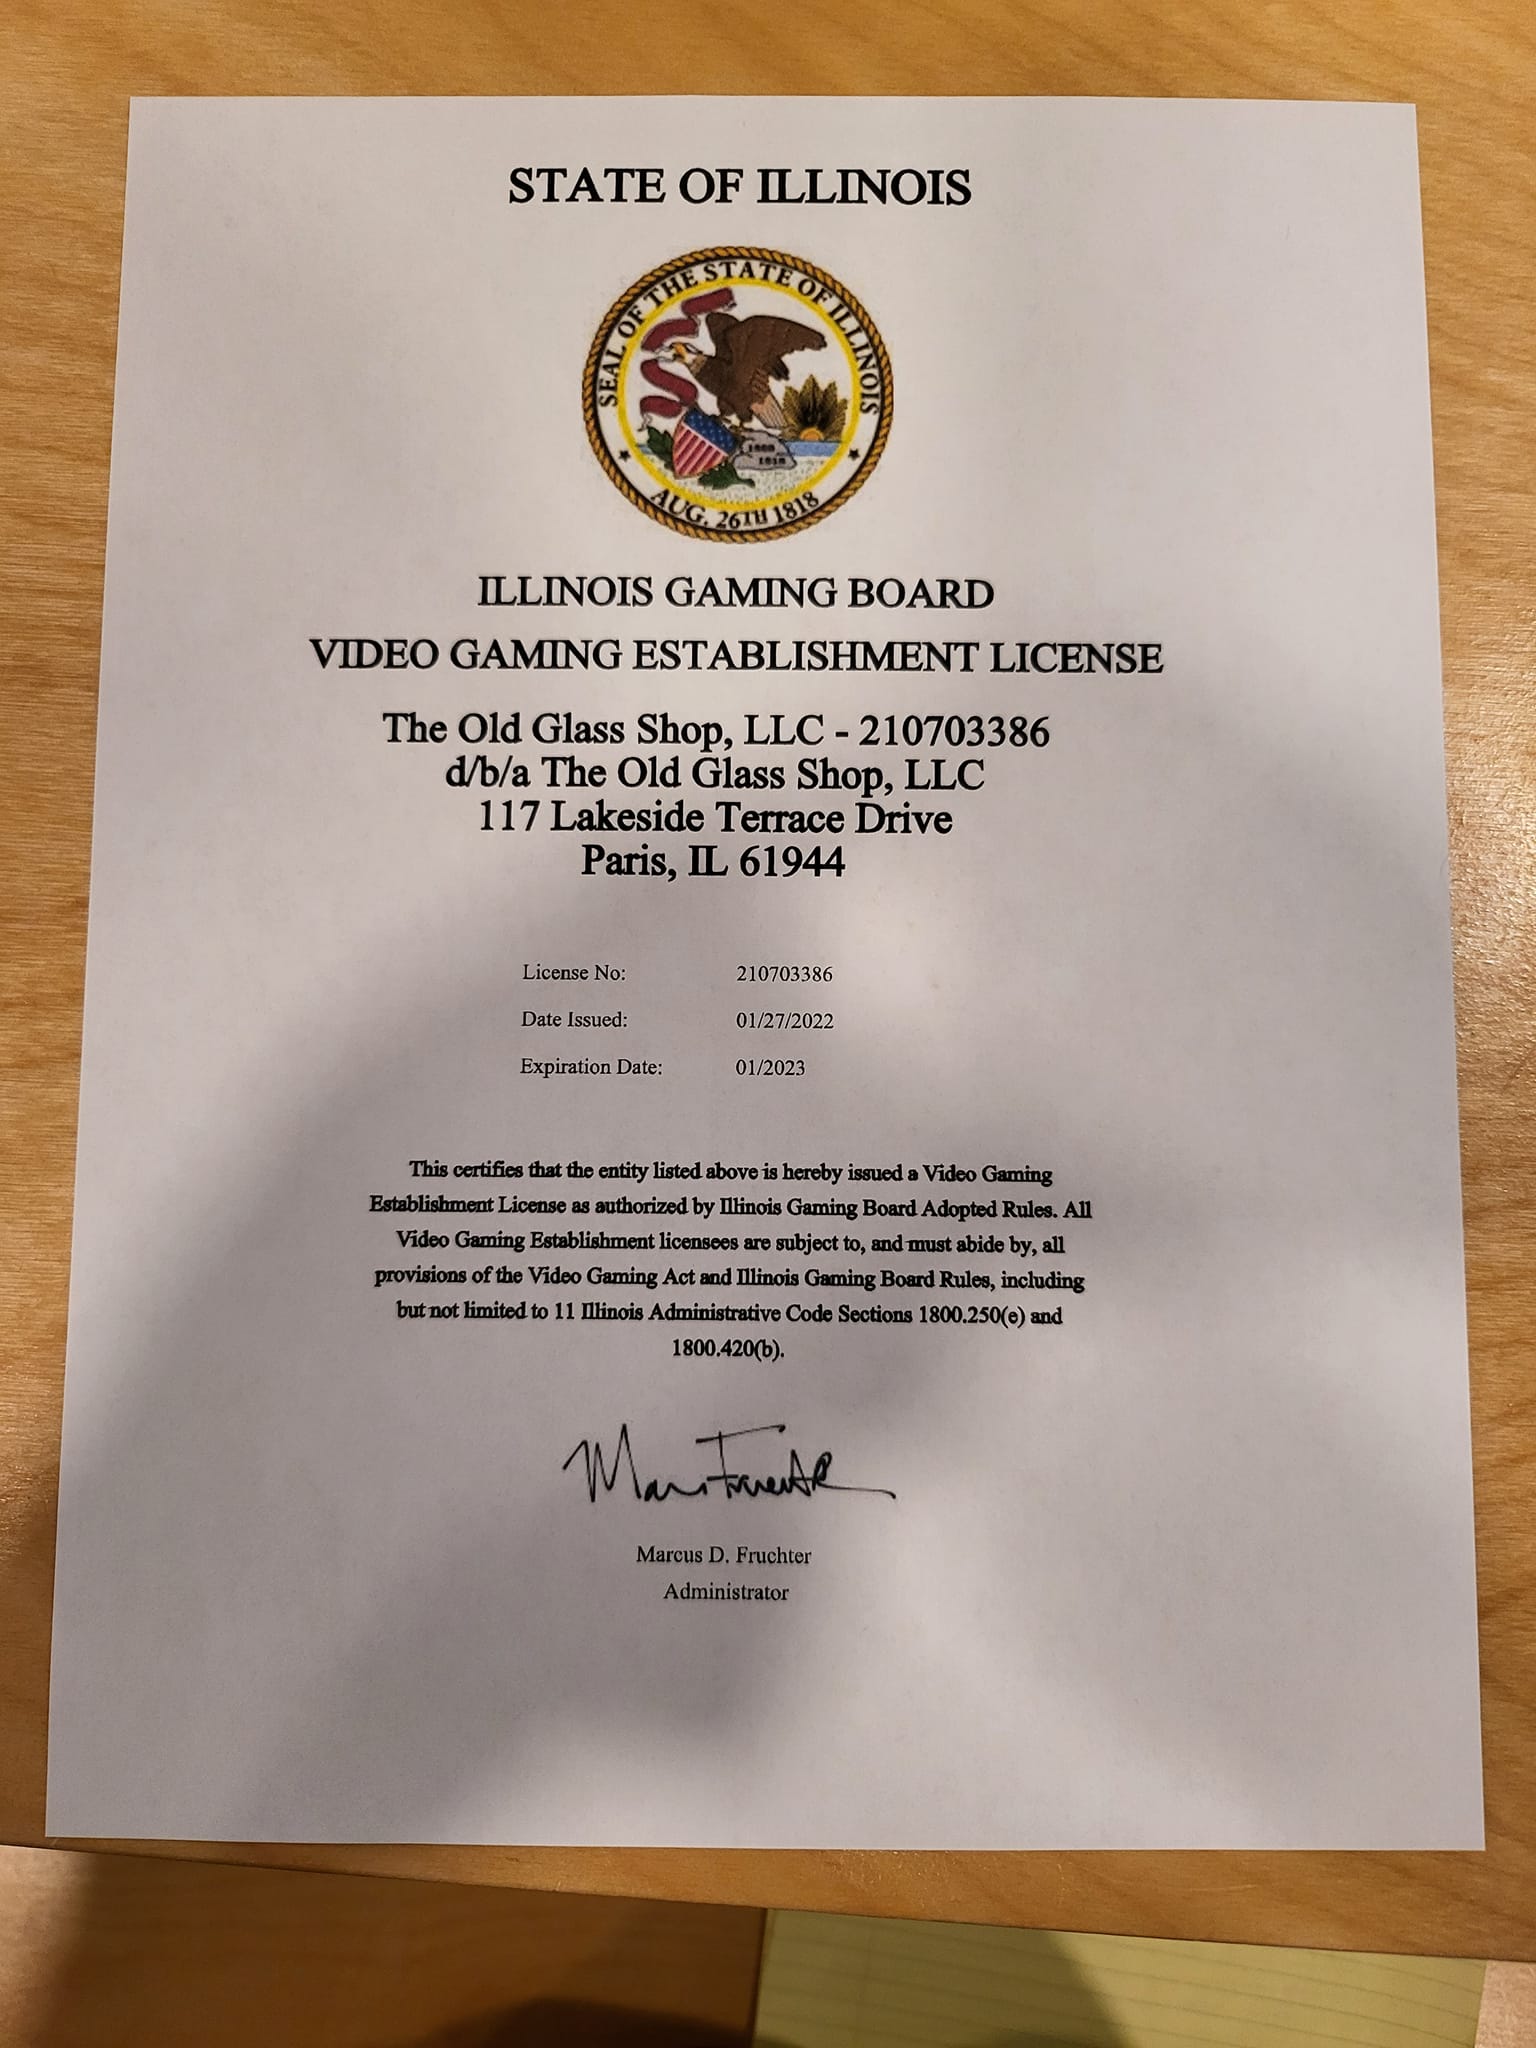 STATE OF ILLINOIS
SEAL OF THE STATE OF ILLINOIS
1868
1818
AUG. 26TH 1818
ILLINOIS GAMING BOARD
VIDEO GAMING ESTABLISHMENT LICENSE
The Old Glass Shop, LLC - 210703386
d/b/a The Old Glass Shop, LLC
117 Lakeside Terrace Drive
Paris, IL 61944
License No: 210703386
Date Issued: 01/27/2022
Expiration Date: 01/2023
This certifies that the entity listed above is hereby issued a Video Gaming
Establishment License as authorized by Illinois Gaming Board Adopted Rules. All
Video Gaming Establishment licensees are subject to, and must abide by, all
provisions of the Video Gaming Act and Illinois Gaming Board Rules, including
but not limited to 11 Illinois Administrative Code Sections 1800.250(e) and
1800.420(b).
Marcus D. Fruchter
Administrator